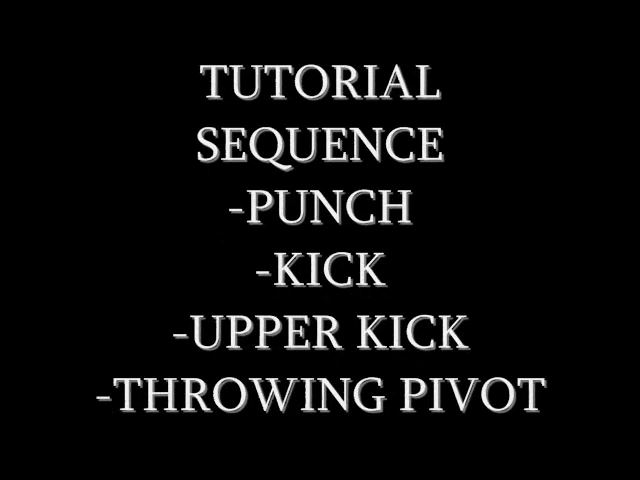 TUTORIAL
SEQUENCE
-PUNCH
-KICK
-UPPER KICK
-THROWING PIVOT